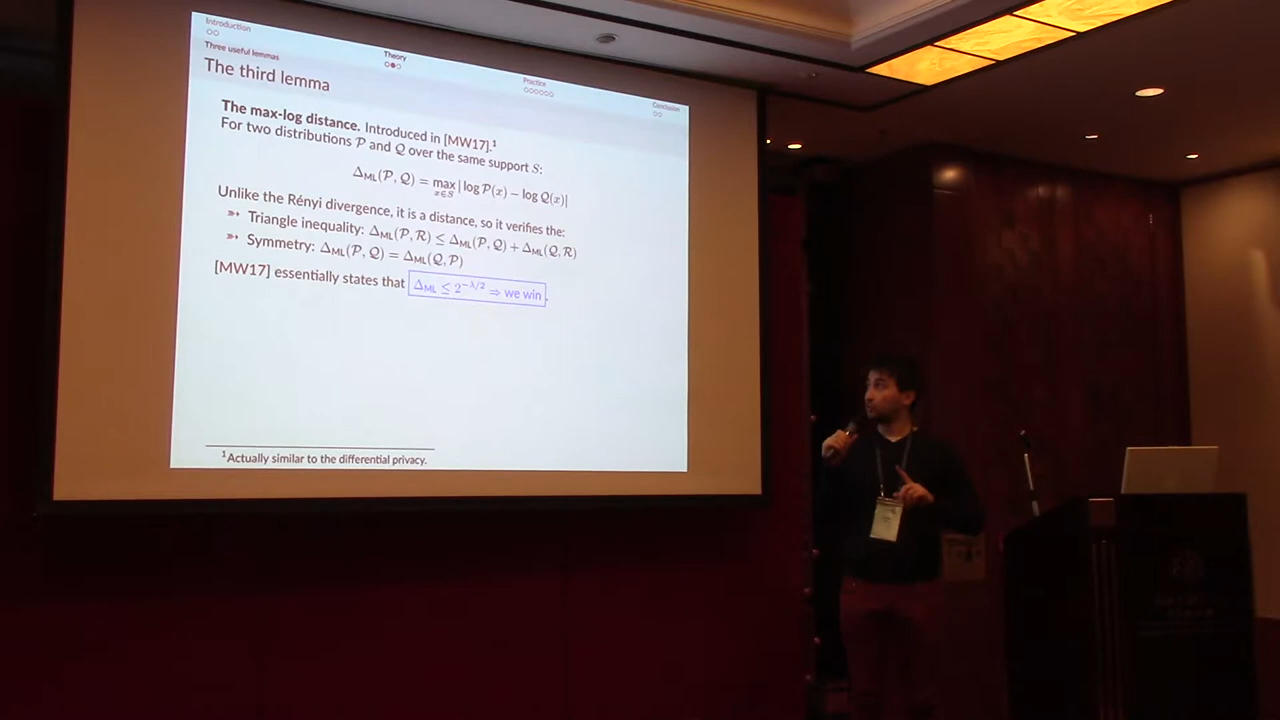 Introduction
Theory
Practice
Conclusion
Three useful lemmas
The third lemma
The max-log distance. Introduced in [MW17].¹
For two distributions 𝒫 and 𝒬 over the same support S:
Δ_ML(𝒫, 𝒬) = max_{x∈S} | log 𝒫(x) − log 𝒬(x)|
Unlike the Rényi divergence, it is a distance, so it verifies the:
➳ Triangle inequality: Δ_ML(𝒫, ℛ) ≤ Δ_ML(𝒫, 𝒬) + Δ_ML(𝒬, ℛ)
➳ Symmetry: Δ_ML(𝒫, 𝒬) = Δ_ML(𝒬, 𝒫)
[MW17] essentially states that Δ_ML ≤ 2^{−λ/2} ⇒ we win.
¹Actually similar to the differential privacy.